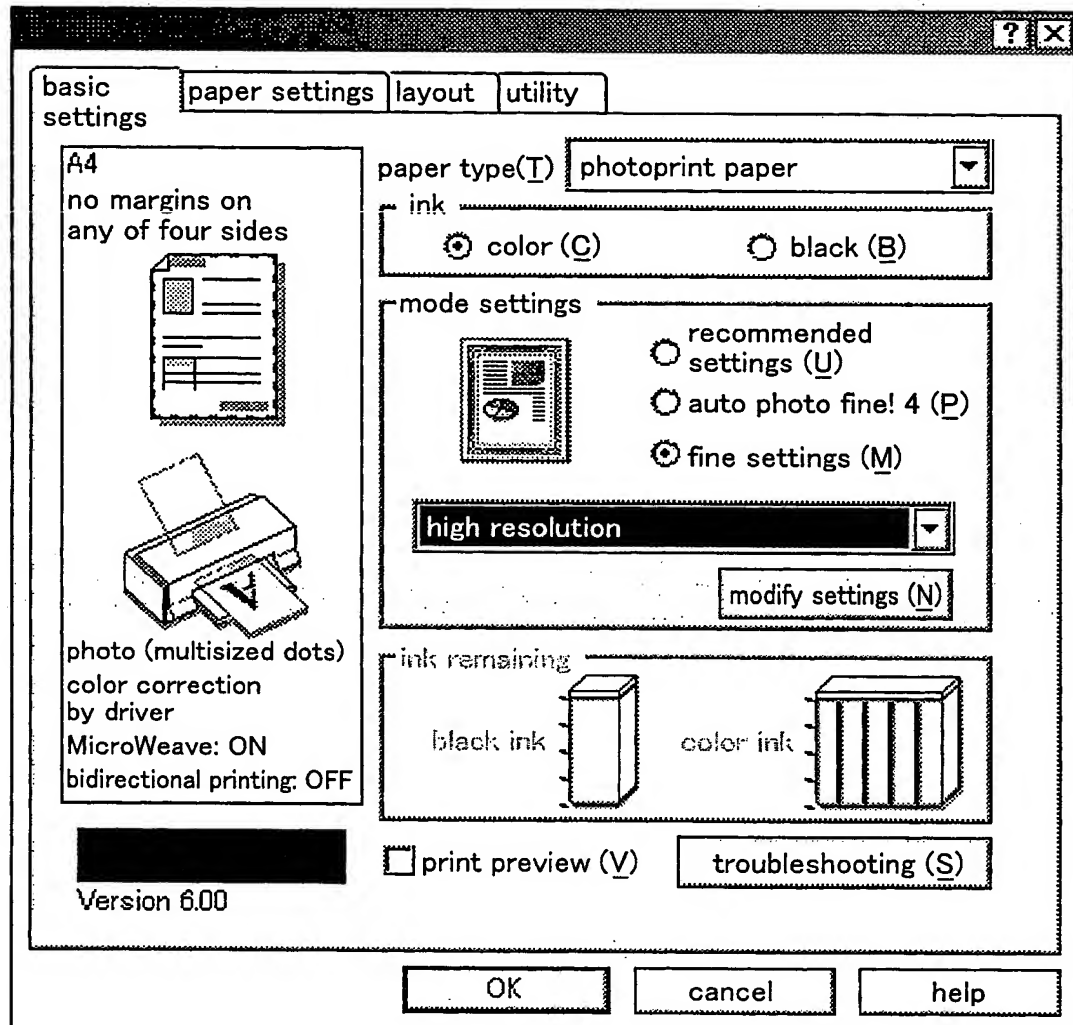 ? X
basic
settings
paper settings
layout
utility
A4
no margins on
any of four sides
photo (multisized dots)
color correction
by driver
MicroWeave: ON
bidirectional printing: OFF
Version 6.00
paper type(T)
photoprint paper
ink
color (C)
black (B)
mode settings
recommended
settings (U)
auto photo fine! 4 (P)
fine settings (M)
high resolution
modify settings (N)
ink remaining
black ink
color ink
print preview (V)
troubleshooting (S)
OK
cancel
help